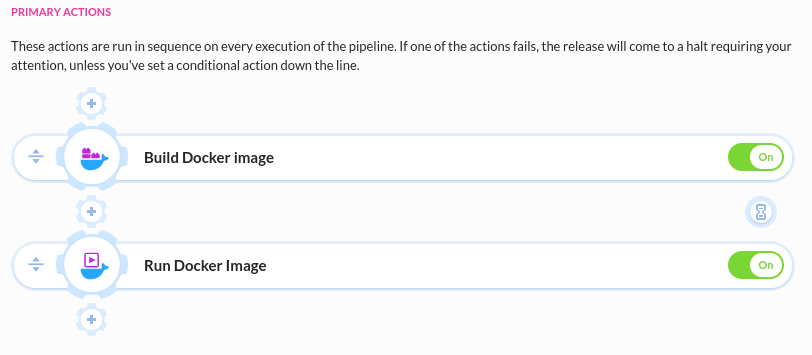 PRIMARY ACTIONS
These actions are run in sequence on every execution of the pipeline. If one of the actions fails, the release will come to a halt requiring your
attention, unless you've set a conditional action down the line.
Build Docker image
On
Run Docker Image
On